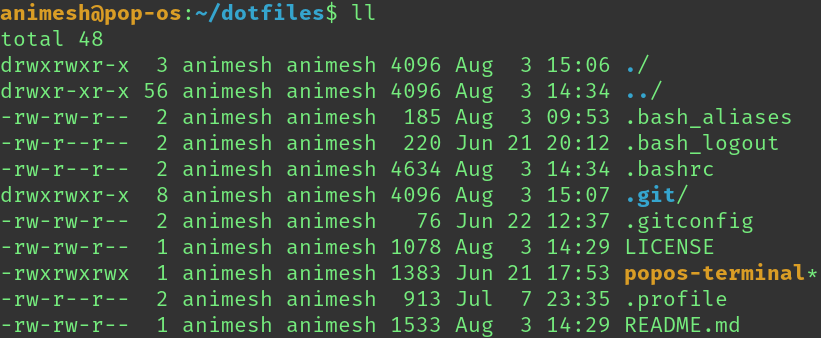 animesh@pop-os:~/dotfiles$ ll
total 48
drwxrwxr-x  3 animesh animesh 4096 Aug  3 15:06 ./
drwxr-xr-x 56 animesh animesh 4096 Aug  3 14:34 ../
-rw-rw-r--  2 animesh animesh  185 Aug  3 09:53 .bash_aliases
-rw-r--r--  2 animesh animesh  220 Jun 21 20:12 .bash_logout
-rw-r--r--  2 animesh animesh 4634 Aug  3 14:34 .bashrc
drwxrwxr-x  8 animesh animesh 4096 Aug  3 15:07 .git/
-rw-rw-r--  2 animesh animesh   76 Jun 22 12:37 .gitconfig
-rw-rw-r--  1 animesh animesh 1078 Aug  3 14:29 LICENSE
-rwxrwxrwx  1 animesh animesh 1383 Jun 21 17:53 popos-terminal*
-rw-r--r--  2 animesh animesh  913 Jul  7 23:35 .profile
-rw-rw-r--  1 animesh animesh 1533 Aug  3 14:29 README.md